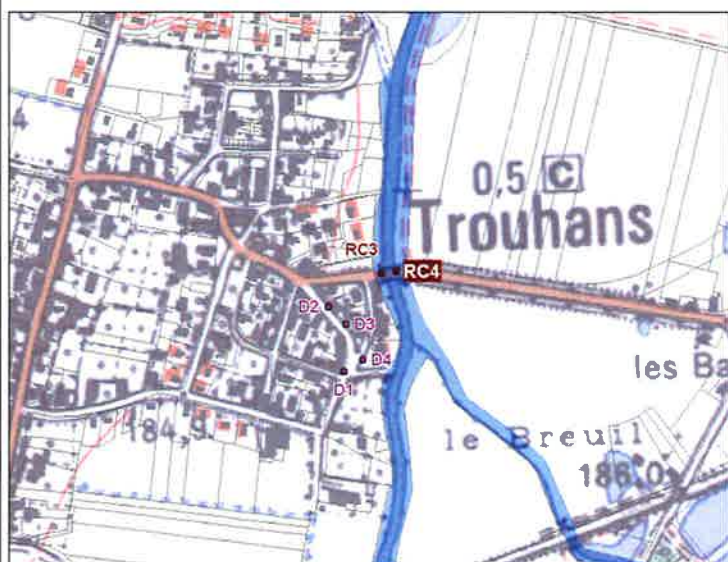 0,5 C
Trouhans
RC3
RC4
D2
D3
D4
D1
les Ba
184,9
le Breuil
186.0